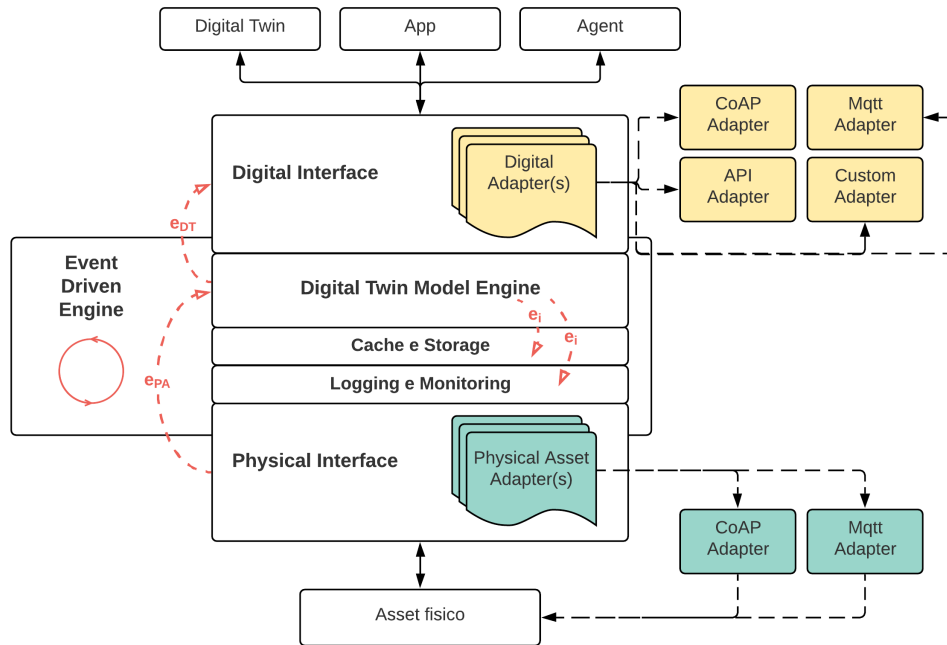 Digital Twin
App
Agent
Digital Interface
Digital
Adapter(s)
CoAP
Adapter
Mqtt
Adapter
API
Adapter
Custom
Adapter
eDT
Event
Driven
Engine
Digital Twin Model Engine
ei
ei
Cache e Storage
Logging e Monitoring
ePA
Physical Interface
Physical Asset
Adapter(s)
CoAP
Adapter
Mqtt
Adapter
Asset fisico